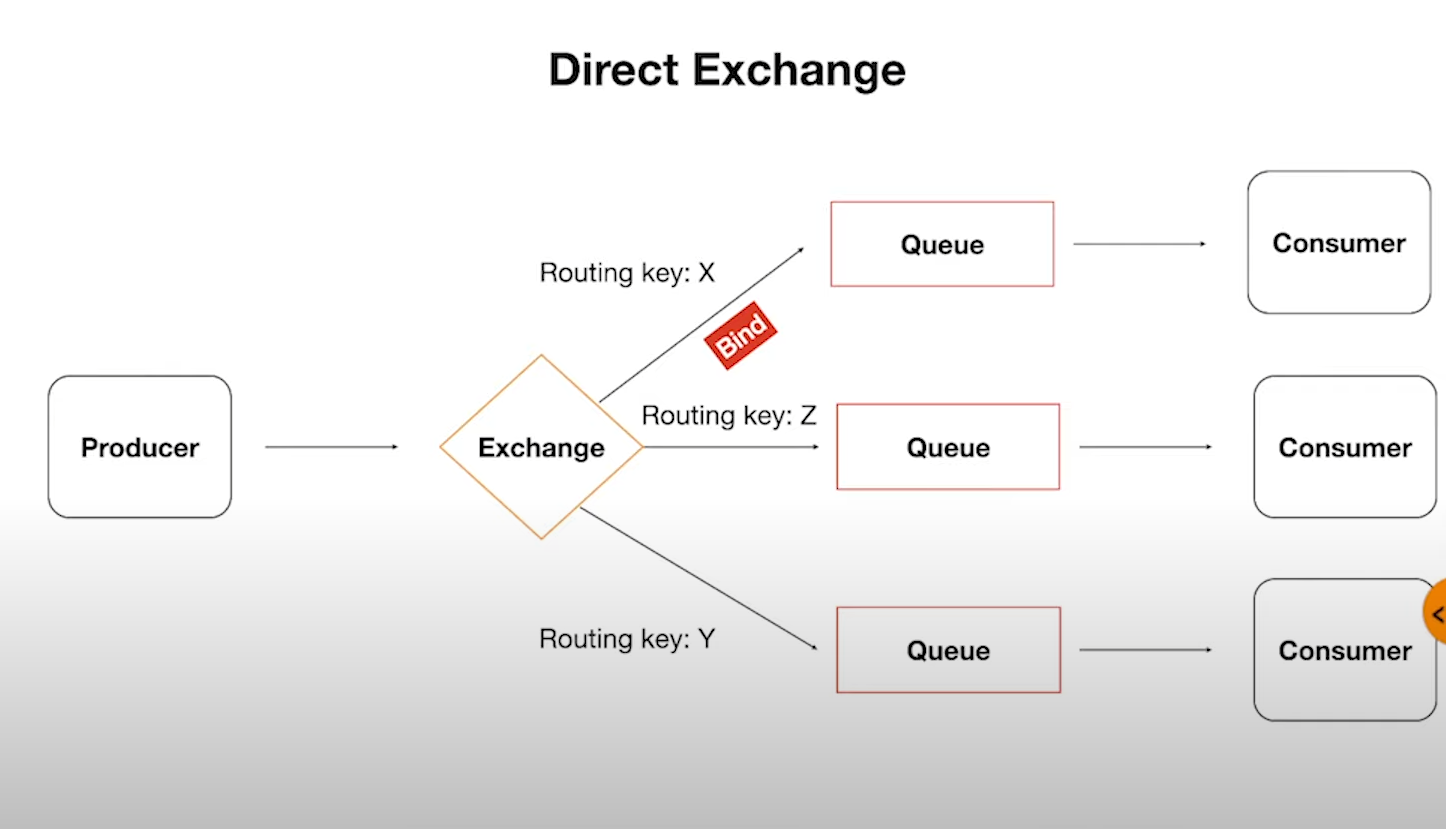 Direct Exchange
Queue
Consumer
Routing key: X
Bind
Routing key: Z
Producer
Exchange
Queue
Consumer
Routing key: Y
Queue
Consumer
<